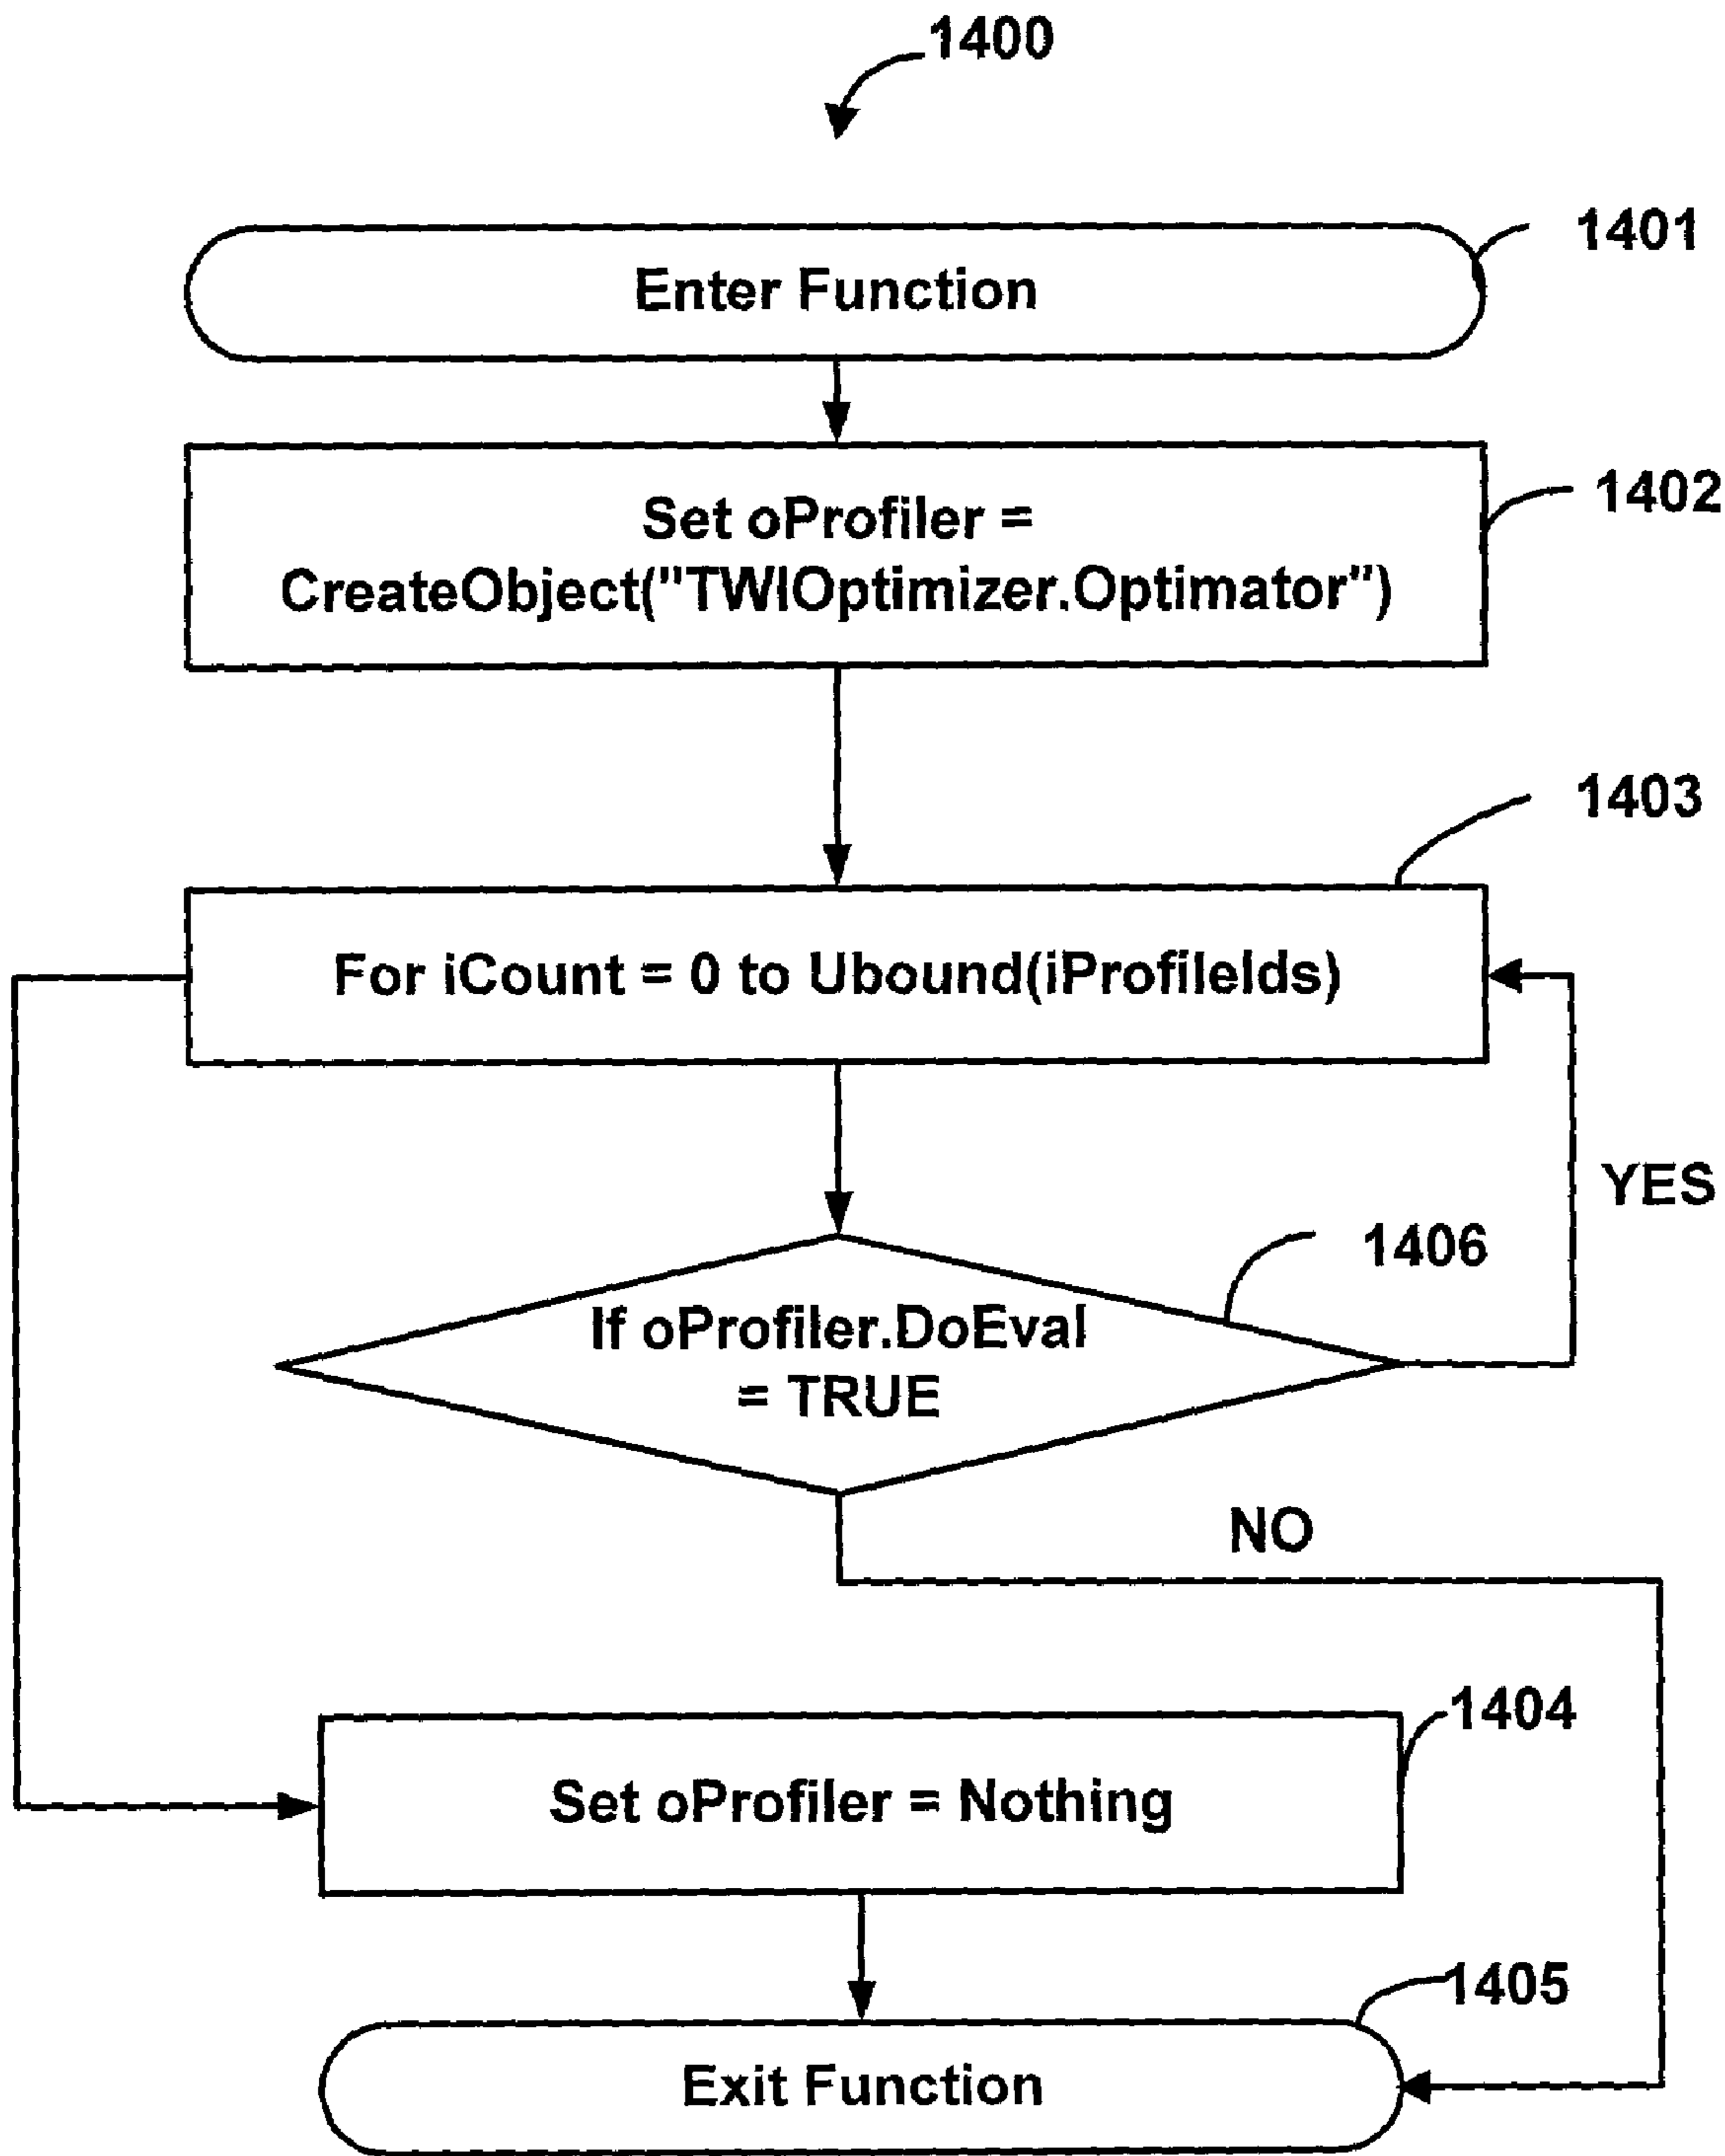 1400
1401
Enter Function
1402
Set oProfiler =
CreateObject("TWIOptimizer.Optimator")
1403
For iCount = 0 to Ubound(iProfileIds)
YES
1406
If oProfiler.DoEval
= TRUE
NO
1404
Set oProfiler = Nothing
1405
Exit Function